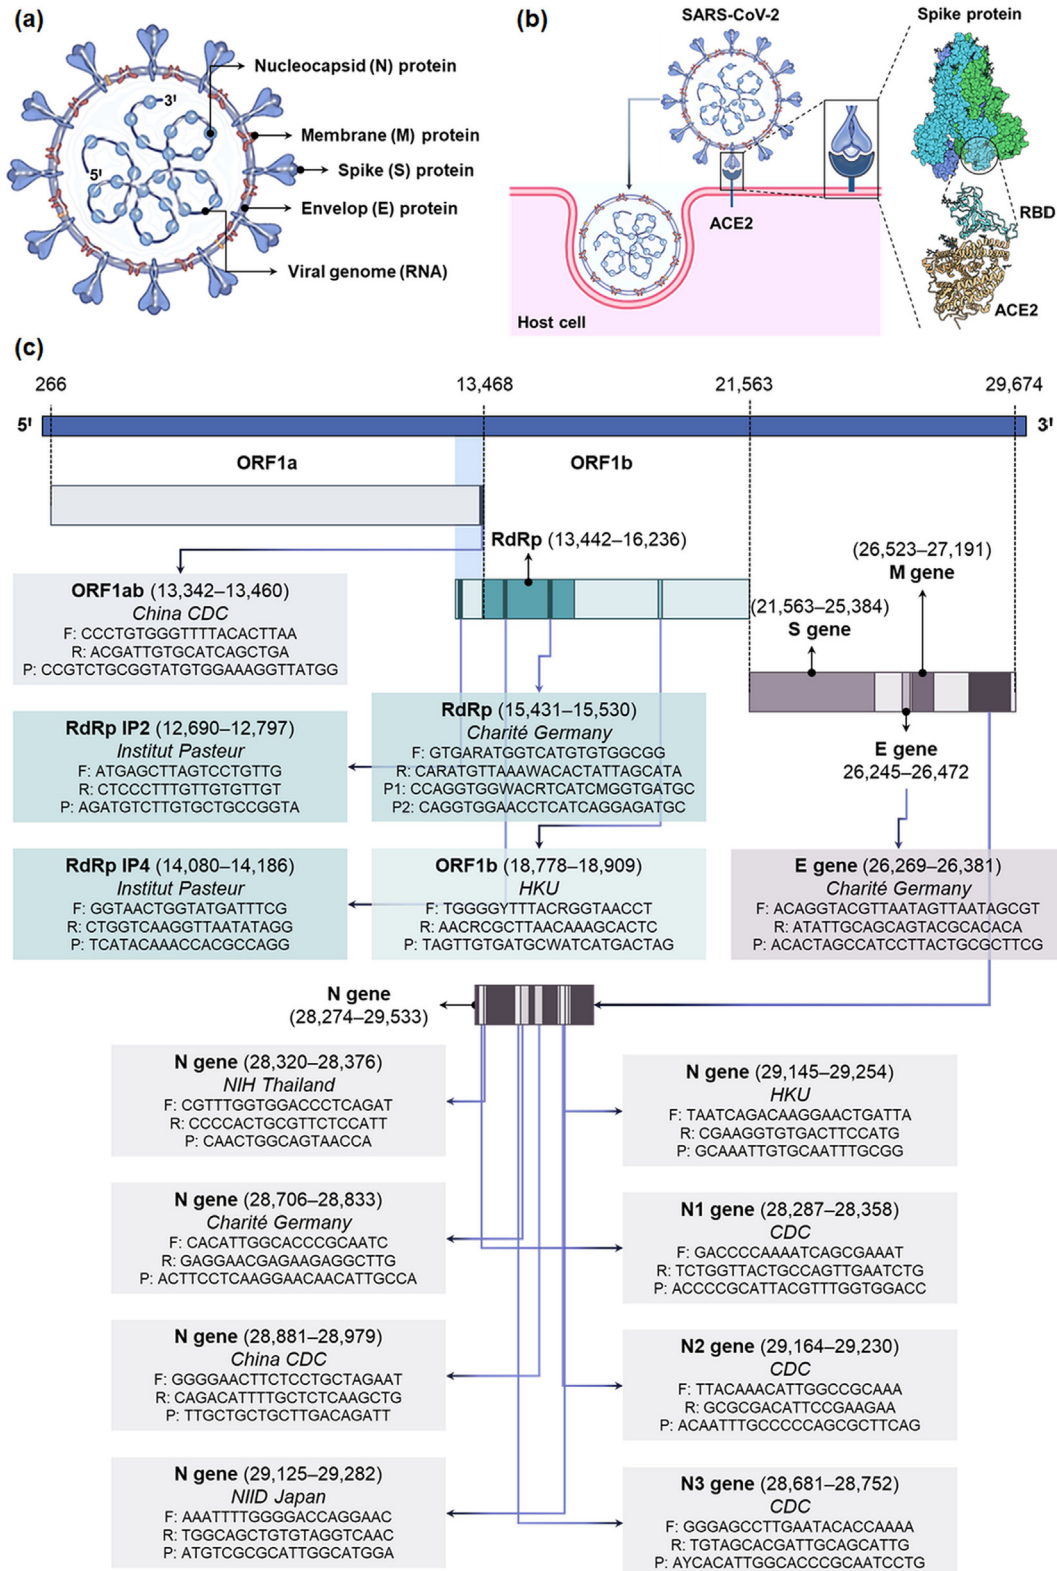 (a)
Nucleocapsid (N) protein
3'
Membrane (M) protein
5'
Spike (S) protein
Envelop (E) protein
Viral genome (RNA)
(b)
SARS-CoV-2
Spike protein
ACE2
RBD
ACE2
Host cell
(c)
266
13,468
21,563
29,674
5'
3'
ORF1a
ORF1b
RdRp (13,442–16,236)
(26,523–27,191)
M gene
(21,563–25,384)
S gene
E gene
26,245–26,472
ORF1ab (13,342–13,460)
China CDC
F: CCCTGTGGGTTTTACACTTAA
R: ACGATTGTGCATCAGCTGA
P: CCGTCTGCGGTATGTGGAAAGGTTATGG
RdRp IP2 (12,690–12,797)
Institut Pasteur
F: ATGAGCTTAGTCCTGTTG
R: CTCCCTTTGTTGTGTTGT
P: AGATGTCTTGTGCTGCCGGTA
RdRp (15,431–15,530)
Charité Germany
F: GTGARATGGTCATGTGTGGCGG
R: CARATGTTAAAWACACTATTAGCATA
P1: CCAGGTGGWACRTCATCMGGTGATGC
P2: CAGGTGGAACCTCATCAGGAGATGC
RdRp IP4 (14,080–14,186)
Institut Pasteur
F: GGTAACTGGTATGATTTCG
R: CTGGTCAAGGTTAATATAGG
P: TCATACAAACCACGCCAGG
ORF1b (18,778–18,909)
HKU
F: TGGGGYTTTACRGGTAACCT
R: AACRCGCTTAACAAAGCACTC
P: TAGTTGTGATGCWATCATGACTAG
E gene (26,269–26,381)
Charité Germany
F: ACAGGTACGTTAATAGTTAATAGCGT
R: ATATTGCAGCAGTACGCACACA
P: ACACTAGCCATCCTTACTGCGCTTCG
N gene
(28,274–29,533)
N gene (28,320–28,376)
NIH Thailand
F: CGTTTGGTGGACCCTCAGAT
R: CCCCACTGCGTTCTCCATT
P: CAACTGGCAGTAACCA
N gene (29,145–29,254)
HKU
F: TAATCAGACAAGGAACTGATTA
R: CGAAGGTGTGACTTCCATG
P: GCAAATTGTGCAATTTGCGG
N gene (28,706–28,833)
Charité Germany
F: CACATTGGCACCCGCAATC
R: GAGGAACGAGAAGAGGCTTG
P: ACTTCCTCAAGGAACAACATTGCCA
N1 gene (28,287–28,358)
CDC
F: GACCCCAAAATCAGCGAAAT
R: TCTGGTTACTGCCAGTTGAATCTG
P: ACCCCGCATTACGTTTGGTGGACC
N gene (28,881–28,979)
China CDC
F: GGGGAACTTCTCCTGCTAGAAT
R: CAGACATTTTGCTCTCAAGCTG
P: TTGCTGCTGCTTGACAGATT
N2 gene (29,164–29,230)
CDC
F: TTACAAACATTGGCCGCAAA
R: GCGCGACATTCCGAAGAA
P: ACAATTTGCCCCCAGCGCTTCAG
N gene (29,125–29,282)
NIID Japan
F: AAATTTTGGGGACCAGGAAC
R: TGGCAGCTGTGTAGGTCAAC
P: ATGTCGCGCATTGGCATGGA
N3 gene (28,681–28,752)
CDC
F: GGGAGCCTTGAATACACCAAAA
R: TGTAGCACGATTGCAGCATTG
P: AYCACATTGGCACCCGCAATCCTG